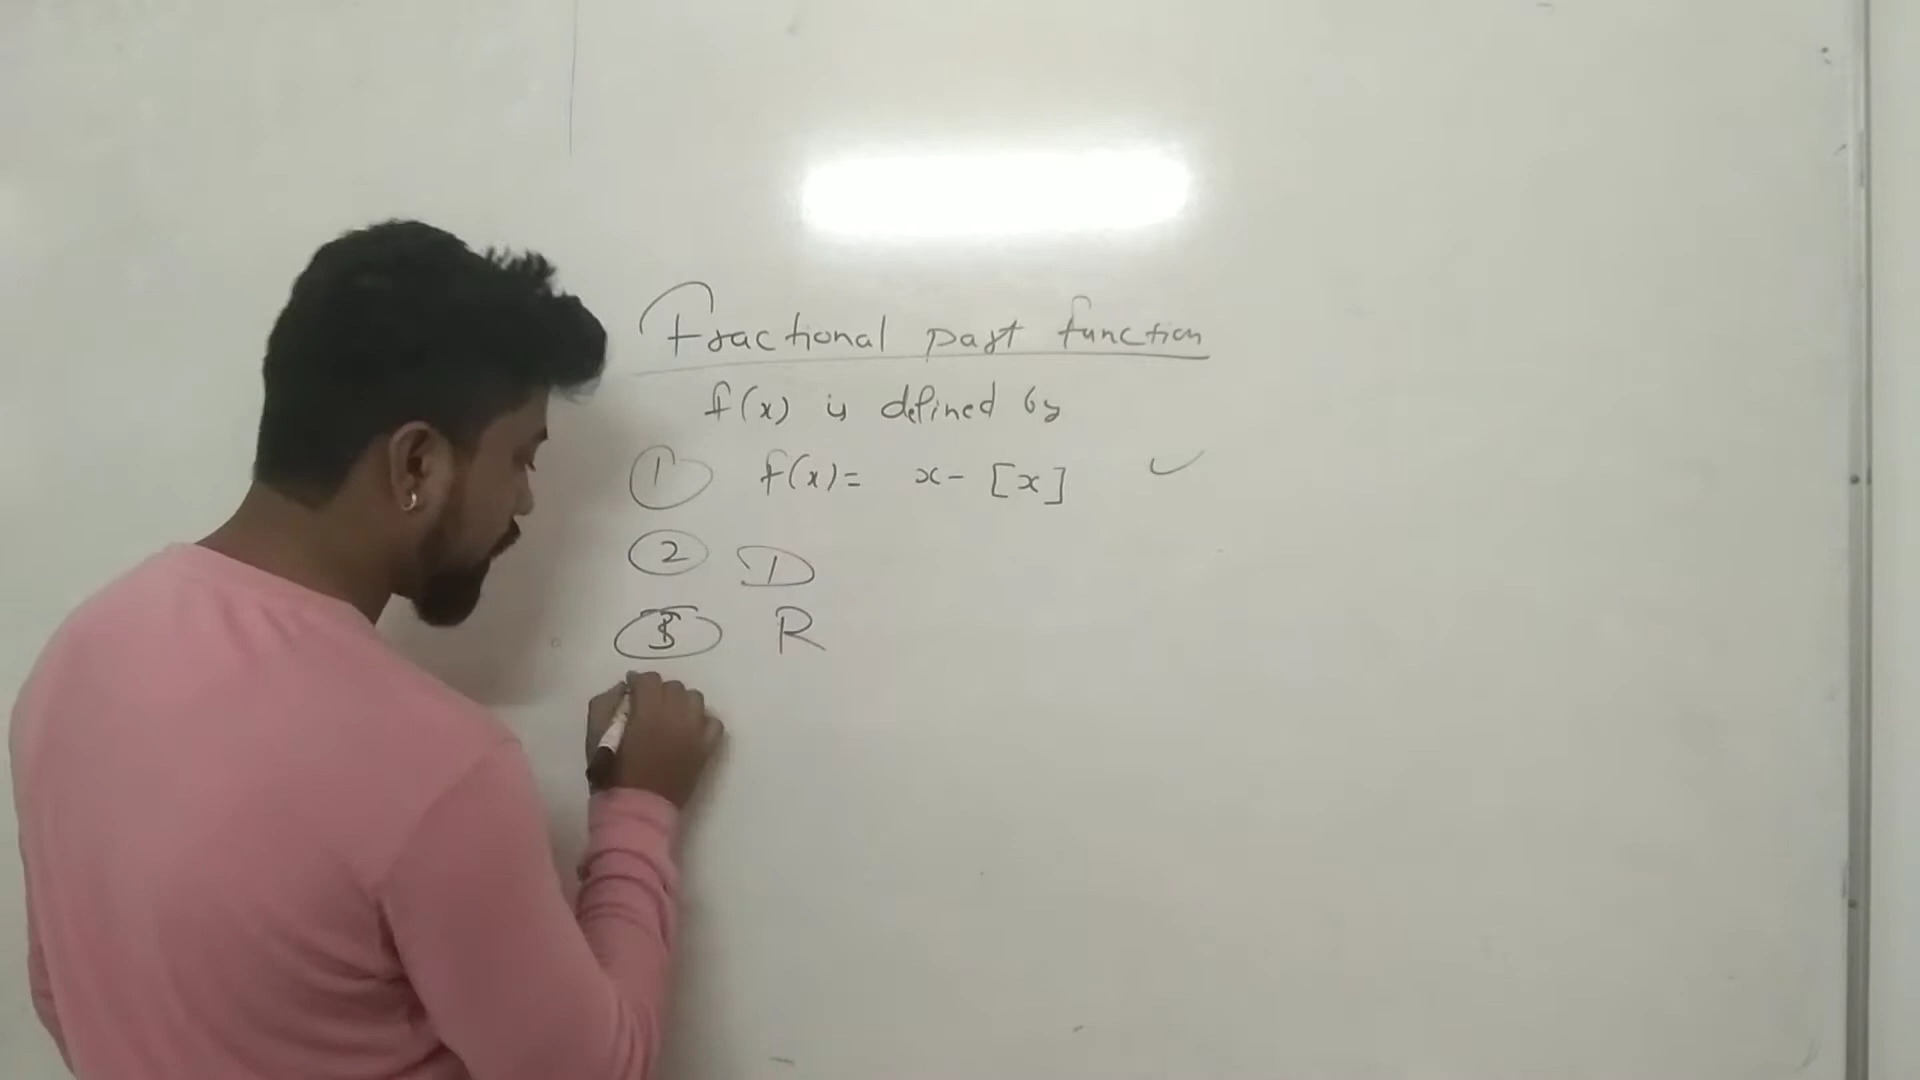 Fractional part function
f(x) is defined by
① f(x) = x - [x] ✓
② D
③ R